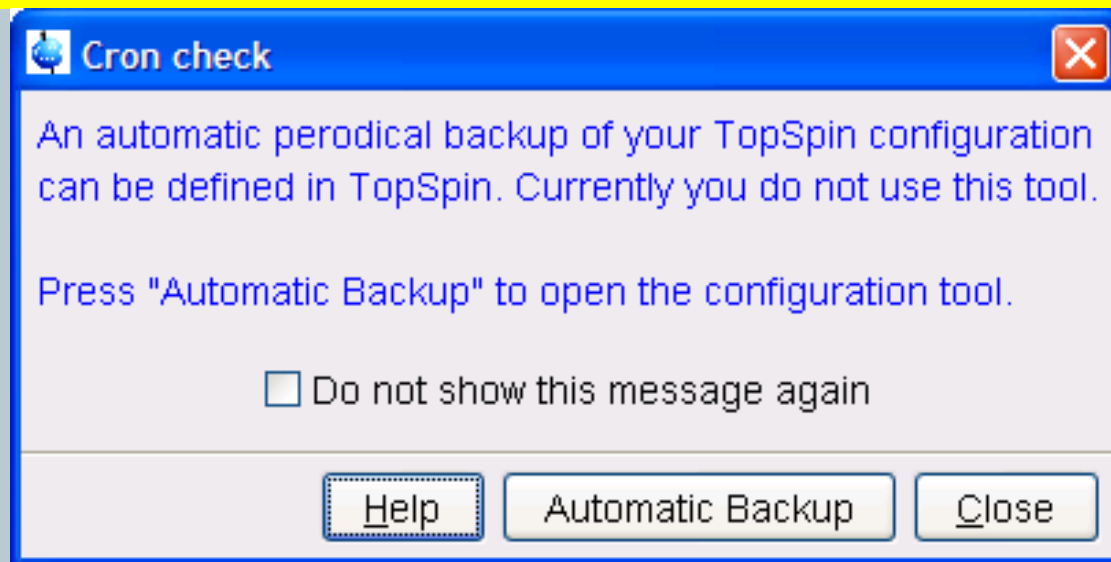 Cron check
An automatic perodical backup of your TopSpin configuration
can be defined in TopSpin. Currently you do not use this tool.
Press "Automatic Backup" to open the configuration tool.
Do not show this message again
Help Automatic Backup Close